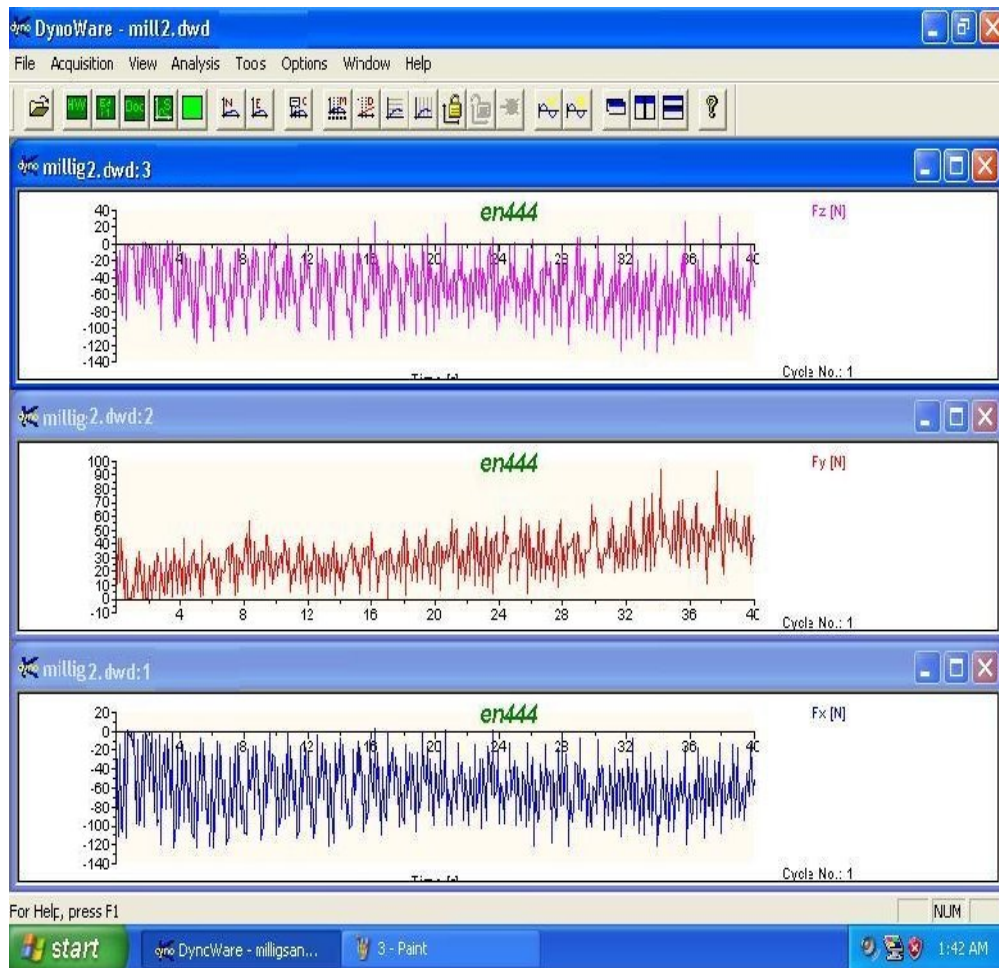 DynoWare - mill2.dwd
File Acquisition View Analysis Toos Options Window Help
HW Doc S N E C M D
millig2.dwd:3
en444
Fz [N]
40
20
0
-20
-40
-60
-80
-100
-120
-140
4 8 12 16 20 24 28 32 36 40
Cycle No.: 1
millig:2.dwd:2
en444
Fy [N]
100
90
80
70
60
50
40
30
20
10
0
-10
4 8 12 16 20 24 28 32 36 40
Cycle No.: 1
millig2.dwd:1
en444
Fx [N]
20
0
-20
-40
-60
-80
-100
-120
-140
4 8 12 16 20 24 28 32 36 40
Cycle No.: 1
For Help, press F1
NUM
start
dyno DyncWare - milligsan...
3 - Paint
1:42 AM